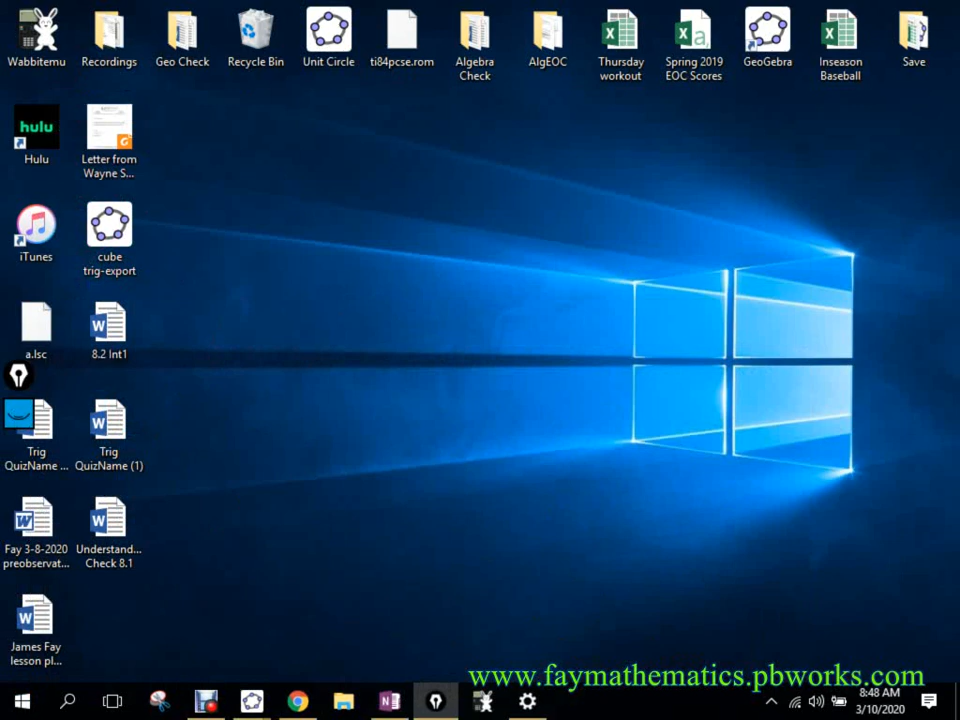 Wabbitemu
Recordings
Geo Check
Recycle Bin
Unit Circle
ti84pcse.rom
Algebra
Check
AlgEOC
Thursday
workout
Spring 2019
EOC Scores
GeoGebra
Inseason
Baseball
Save
hulu
Hulu
Letter from
Wayne S...
iTunes
cube
trig-export
a.lsc
8.2 Int1
Trig
QuizName ...
Trig
QuizName (1)
Fay 3-8-2020
preobservat...
Understand...
Check 8.1
James Fay
lesson pl...
www.faymathematics.pbworks.com
8:48 AM
3/10/2020